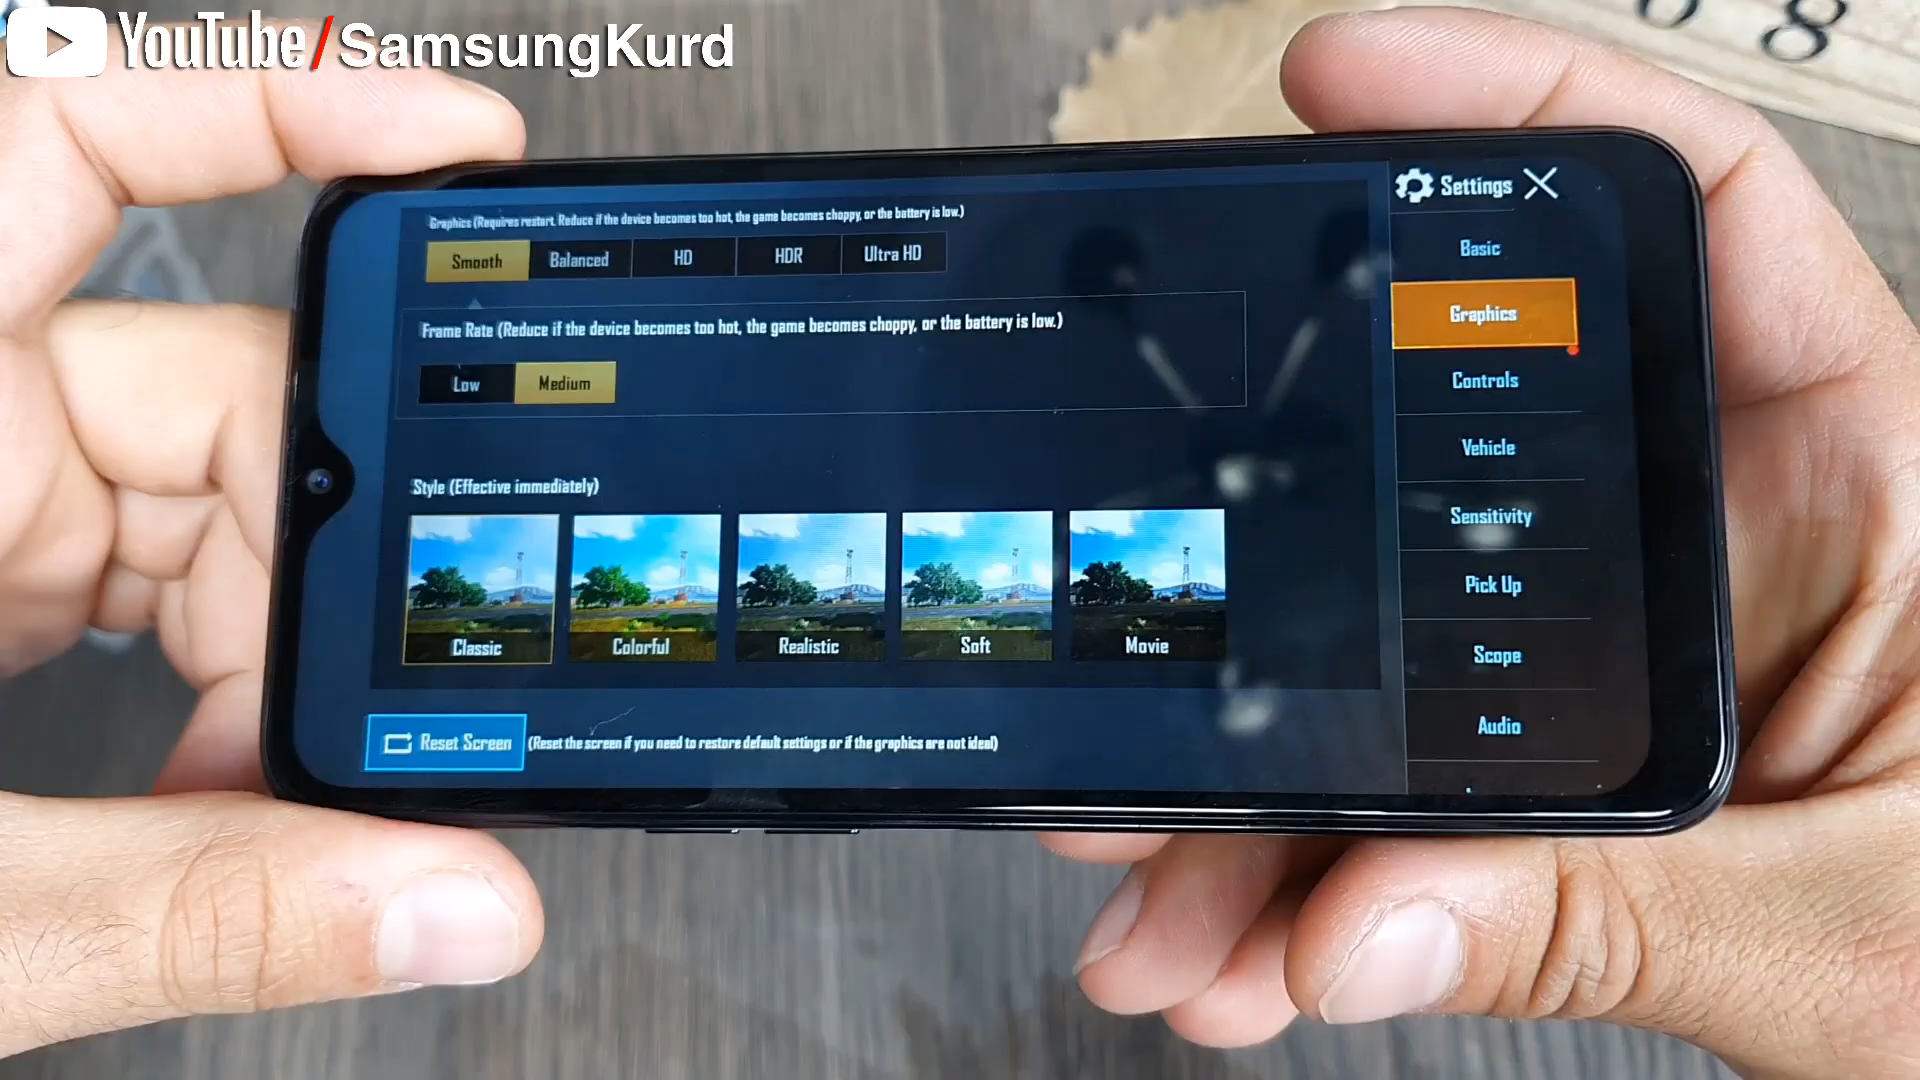 YouTube/SamsungKurd
68
Settings
Graphics (Requires restart. Reduce if the device becomes too hot, the game becomes choppy, or the battery is low.)
Smooth Balanced HD HDR Ultra HD
Frame Rate (Reduce if the device becomes too hot, the game becomes choppy, or the battery is low.)
Low Medium
Style (Effective immediately)
Classic Colorful Realistic Soft Movie
Reset Screen (Reset the screen if you need to restore default settings or if the graphics are not ideal)
Basic
Graphics
Controls
Vehicle
Sensitivity
Pick Up
Scope
Audio